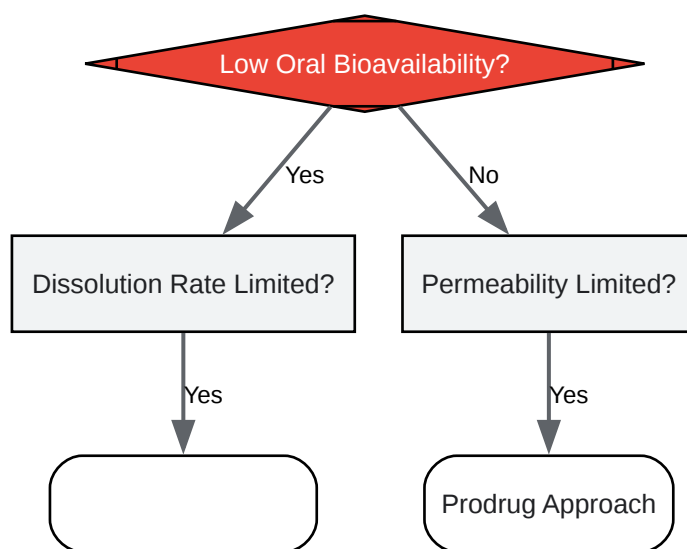 Low Oral Bioavailability?
Yes
No
Dissolution Rate Limited?
Permeability Limited?
Yes
Yes
Prodrug Approach